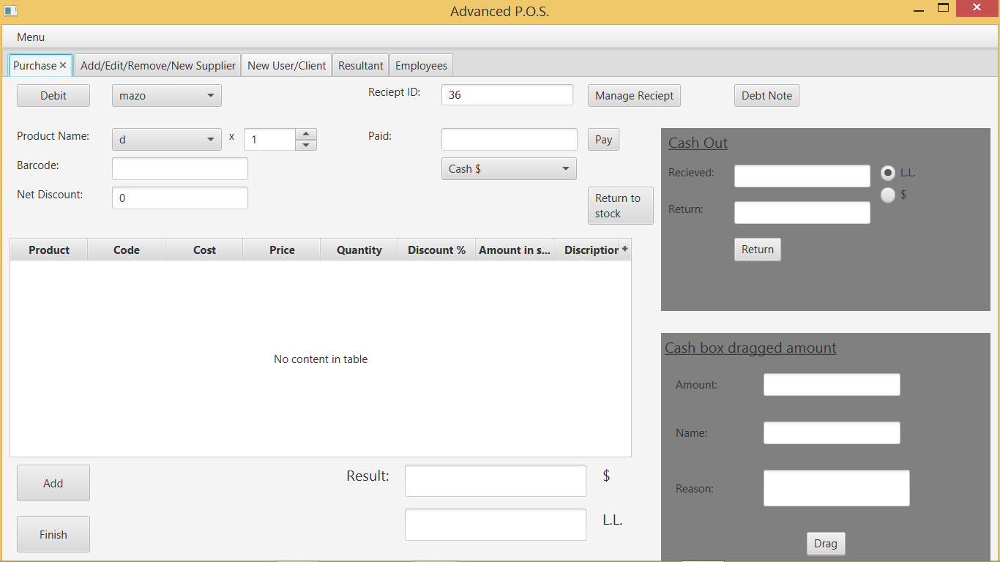 Advanced P.O.S.
Menu
Purchase Add/Edit/Remove/New Supplier New User/Client Resultant Employees
Debit mazo Reciept ID: 36 Manage Reciept Debt Note
Product Name: d x 1 Paid: Pay
Cash Out
Barcode: Cash $
Recieved: L.L.
Net Discount: 0 $
Return to
stock
Return:
Return
Product Code Cost Price Quantity Discount % Amount in s... Discription +
No content in table
Cash box dragged amount
Amount:
Name:
Reason:
Drag
Add Result: $
Finish L.L.